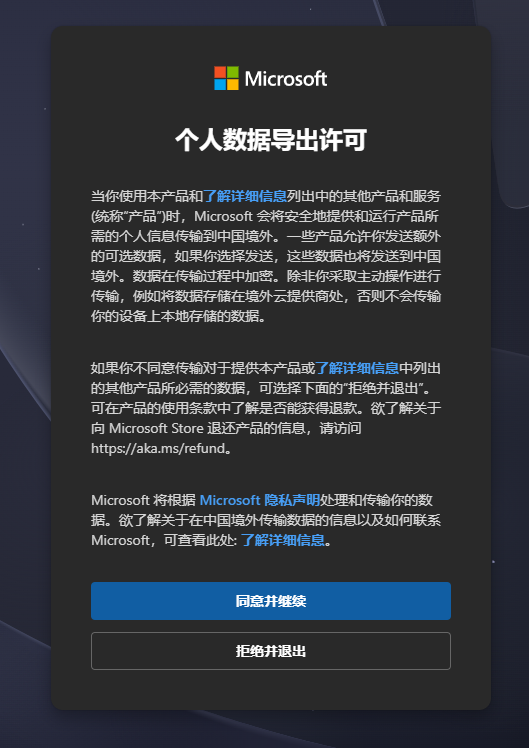 Microsoft
个人数据导出许可
当你使用本产品和了解详细信息列出中的其他产品和服务
(统称"产品")时，Microsoft 会将安全地提供和运行产品所
需的个人信息传输到中国境外。一些产品允许你发送额外
的可选数据，如果你选择发送，这些数据也将发送到中国
境外。数据在传输过程中加密。除非你采取主动操作进行
传输，例如将数据存储在境外云提供商处，否则不会传输
你的设备上本地存储的数据。
如果你不同意传输对于提供本产品或了解详细信息中列出
的其他产品所必需的数据，可选择下面的"拒绝并退出"。
可在产品的使用条款中了解是否能获得退款。欲了解关于
向 Microsoft Store 退还产品的信息，请访问
https://aka.ms/refund。
Microsoft 将根据 Microsoft 隐私声明处理和传输你的数
据。欲了解关于在中国境外传输数据的信息以及如何联系
Microsoft，可查看此处: 了解详细信息。
同意并继续
拒绝并退出